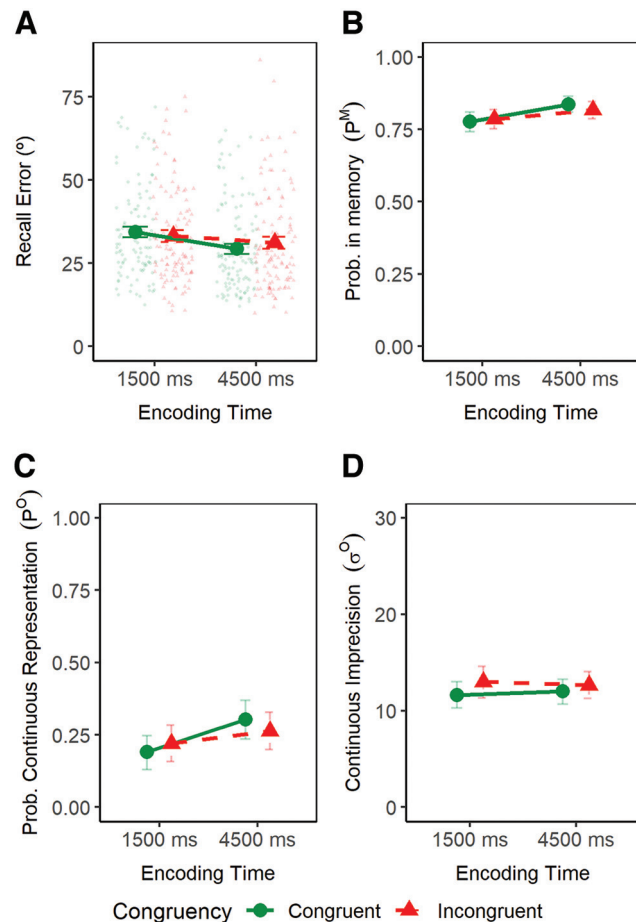 A
B
Recall Error (º)
75
50
25
0
1500 ms 4500 ms
Encoding Time
Prob. in memory (P^M)
1.00
0.75
0.50
0.25
0.00
1500 ms 4500 ms
Encoding Time
C
D
Prob. Continuous Representation (P^O)
1.00
0.75
0.50
0.25
0.00
1500 ms 4500 ms
Encoding Time
Continuous Imprecision (σ^O)
30
20
10
0
1500 ms 4500 ms
Encoding Time
Congruency Congruent Incongruent